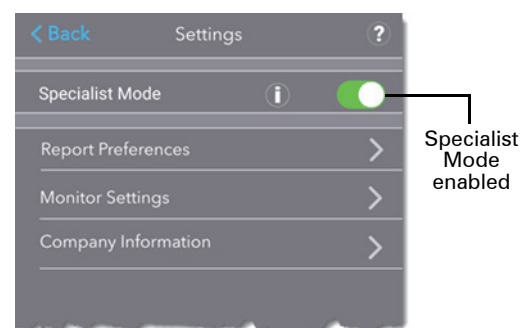 Back
Settings
?
Specialist Mode
i
Report Preferences
Monitor Settings
Company Information
Specialist
Mode
enabled